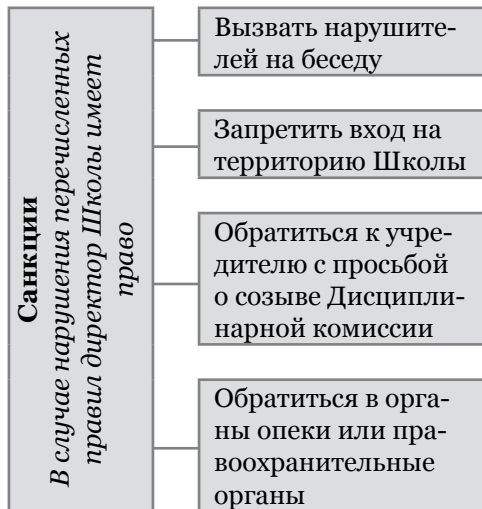 Санкции
В случае нарушения перечисленных
правил директор Школы имеет
право
Вызвать нарушите-
лей на беседу
Запретить вход на
территорию Школы
Обратиться к учре-
дителю с просьбой
о созыве Дисципли-
нарной комиссии
Обратиться в орга-
ны опеки или пра-
воохранительные
органы